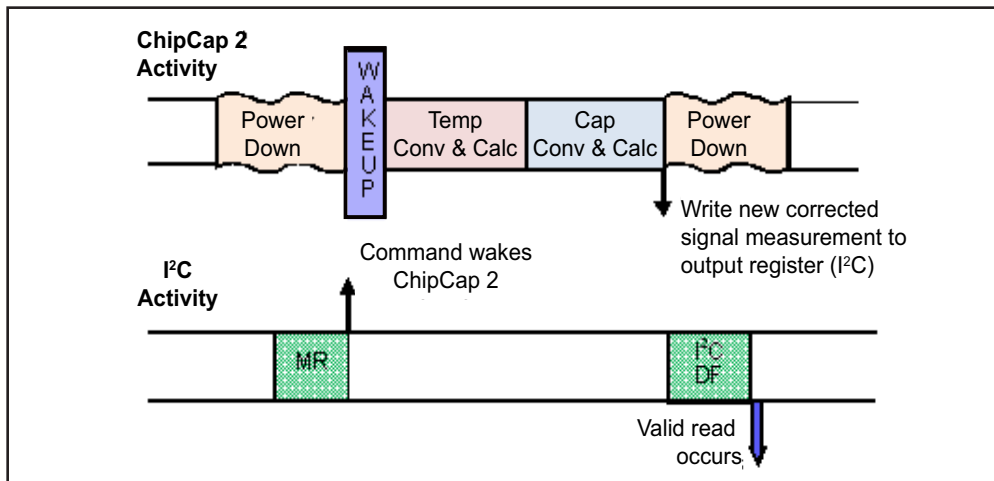 ChipCap 2
Activity
Power
Down
WAKEUP
Temp
Conv & Calc
Cap
Conv & Calc
Power
Down
Write new corrected
signal measurement to
output register (I²C)
Command wakes
ChipCap 2
I²C
Activity
MR
I²C
DF
Valid read
occurs